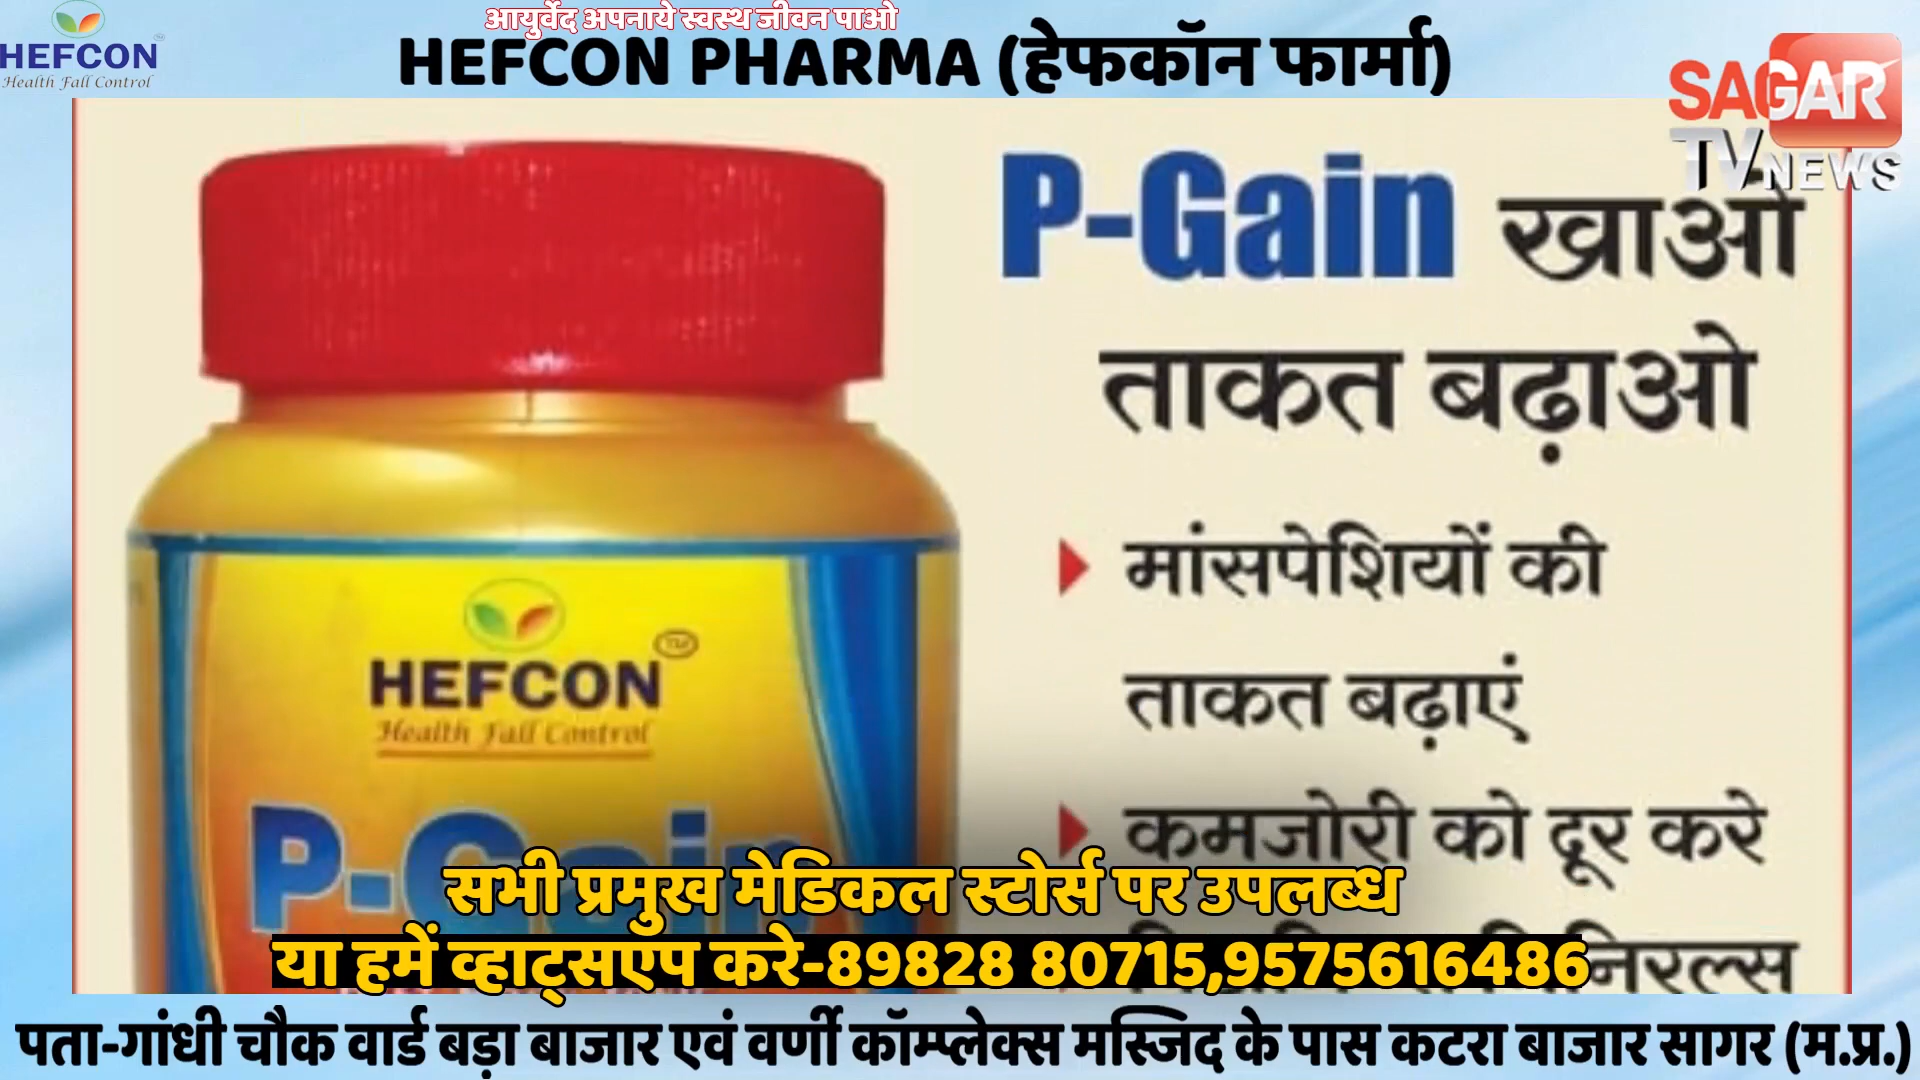 आयुर्वेद अपनाये स्वस्थ जीवन पाओ
HEFCON
Health Fall Control
HEFCON PHARMA (हेफकॉन फार्मा)
SAGAR
TV NEWS
P-Gain खाओ
ताकत बढ़ाओ
मांसपेशियों की
ताकत बढ़ाएं
कमजोरी को दूर करे
HEFCON TM
Health Fall Control
P-Gain
सभी प्रमुख मेडिकल स्टोर्स पर उपलब्ध
या हमें व्हाट्सएप करे-89828 80715,9575616486
पता-गांधी चौक वार्ड बड़ा बाजार एवं वर्णी कॉम्प्लेक्स मस्जिद के पास कटरा बाजार सागर (म.प्र.)